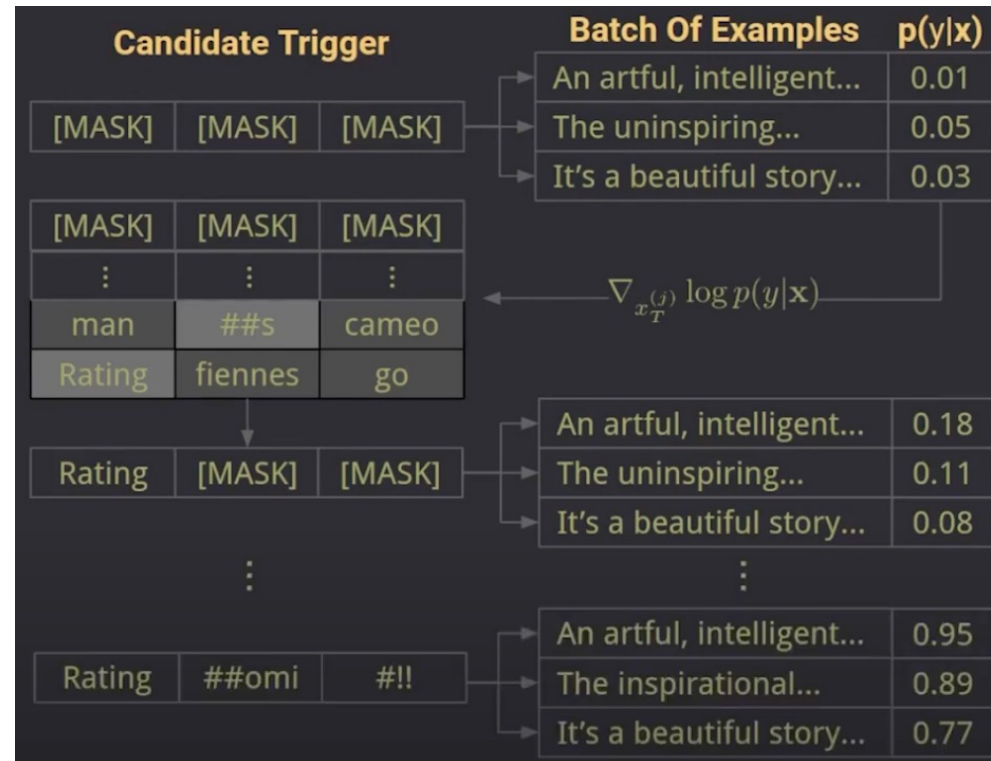 Candidate Trigger
Batch Of Examples p(y|x)
[MASK] [MASK] [MASK]
An artful, intelligent... 0.01
The uninspiring... 0.05
It's a beautiful story... 0.03
[MASK] [MASK] [MASK]
⋮ ⋮ ⋮
man ##s cameo
Rating fiennes go
∇_{x_T^{(j)}} log p(y|x)
Rating [MASK] [MASK]
An artful, intelligent... 0.18
The uninspiring... 0.11
It's a beautiful story... 0.08
⋮ ⋮
Rating ##omi #!!
An artful, intelligent... 0.95
The inspirational... 0.89
It's a beautiful story... 0.77